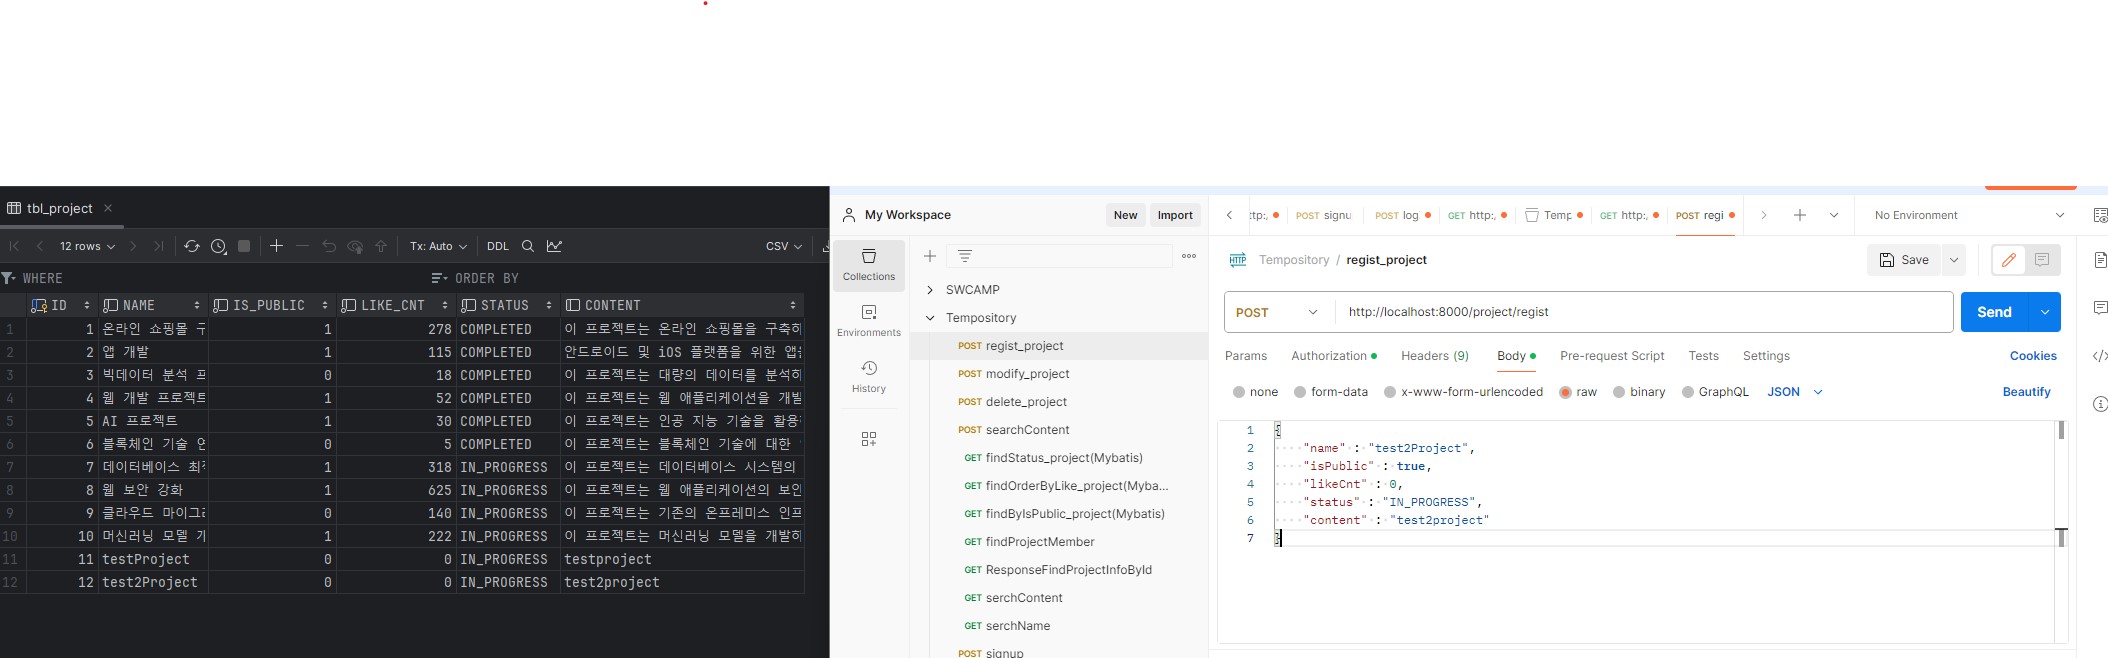 tbl_project
12 rows Tx: Auto DDL CSV
WHERE ORDER BY
ID NAME IS_PUBLIC LIKE_CNT STATUS CONTENT
1 1 온라인 쇼핑몰 구 1 278 COMPLETED 이 프로젝트는 온라인 쇼핑몰을 구축하
2 2 앱 개발 1 115 COMPLETED 안드로이드 및 iOS 플랫폼을 위한 앱을
3 3 빅데이터 분석 프 0 18 COMPLETED 이 프로젝트는 대량의 데이터를 분석하
4 4 웹 개발 프로젝트 1 52 COMPLETED 이 프로젝트는 웹 애플리케이션을 개발
5 5 AI 프로젝트 1 30 COMPLETED 이 프로젝트는 인공 지능 기술을 활용
6 6 블록체인 기술 연 0 5 COMPLETED 이 프로젝트는 블록체인 기술에 대한
7 7 데이터베이스 최적 1 318 IN_PROGRESS 이 프로젝트는 데이터베이스 시스템의
8 8 웹 보안 강화 1 625 IN_PROGRESS 이 프로젝트는 웹 애플리케이션의 보안
9 9 클라우드 마이그레 0 140 IN_PROGRESS 이 프로젝트는 기존의 온프레미스 인프
10 10 머신러닝 모델 개 1 222 IN_PROGRESS 이 프로젝트는 머신러닝 모델을 개발하
11 11 testProject 0 0 IN_PROGRESS testproject
12 12 test2Project 0 0 IN_PROGRESS test2project
My Workspace New Import
Collections
Environments
History
SWCAMP
Tempository
POST regist_project
POST modify_project
POST delete_project
POST searchContent
GET findStatus_project(Mybatis)
GET findOrderByLike_project(Myba...
GET findByIsPublic_project(Mybatis)
GET findProjectMember
GET ResponseFindProjectInfoById
GET serchContent
GET serchName
POST signup
ttp:, POST signu POST log GET http:, Temp GET http:, POST regi No Environment
HTTP Tempository / regist_project Save
POST http://localhost:8000/project/regist Send
Params Authorization Headers (9) Body Pre-request Script Tests Settings Cookies
none form-data x-www-form-urlencoded raw binary GraphQL JSON Beautify
1 {
2 "name" : "test2Project",
3 "isPublic" : true,
4 "likeCnt" : 0,
5 "status" : "IN_PROGRESS",
6 "content" : "test2project"
7 }